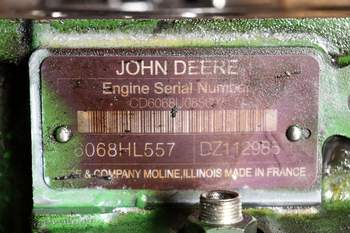 JOHN DEERE
Engine Serial Number
6068HL557 DZ112985
& COMPANY MOLINE, ILLINOIS MADE IN FRANCE